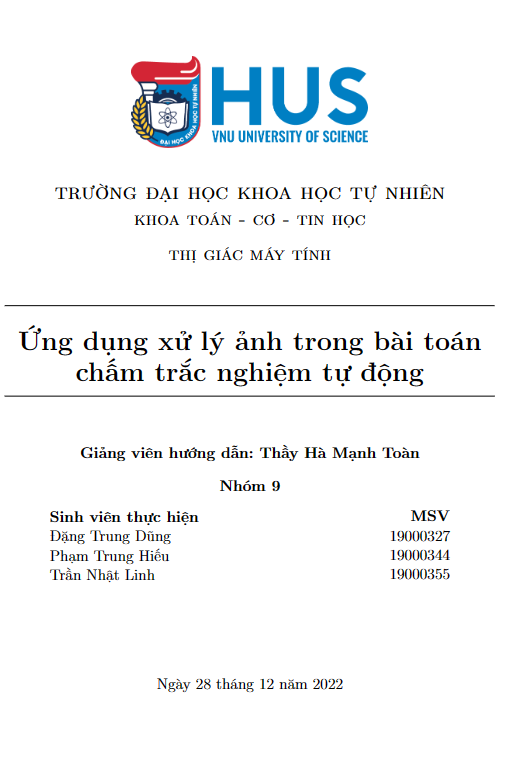 HUS
VNU UNIVERSITY OF SCIENCE
ĐẠI HỌC KHOA HỌC TỰ NHIÊN
TRƯỜNG ĐẠI HỌC KHOA HỌC TỰ NHIÊN
KHOA TOÁN - CƠ - TIN HỌC
THỊ GIÁC MÁY TÍNH
Ứng dụng xử lý ảnh trong bài toán
chấm trắc nghiệm tự động
Giảng viên hướng dẫn: Thầy Hà Mạnh Toàn
Nhóm 9
Sinh viên thực hiện MSV
Đặng Trung Dũng 19000327
Phạm Trung Hiếu 19000344
Trần Nhật Linh 19000355
Ngày 28 tháng 12 năm 2022